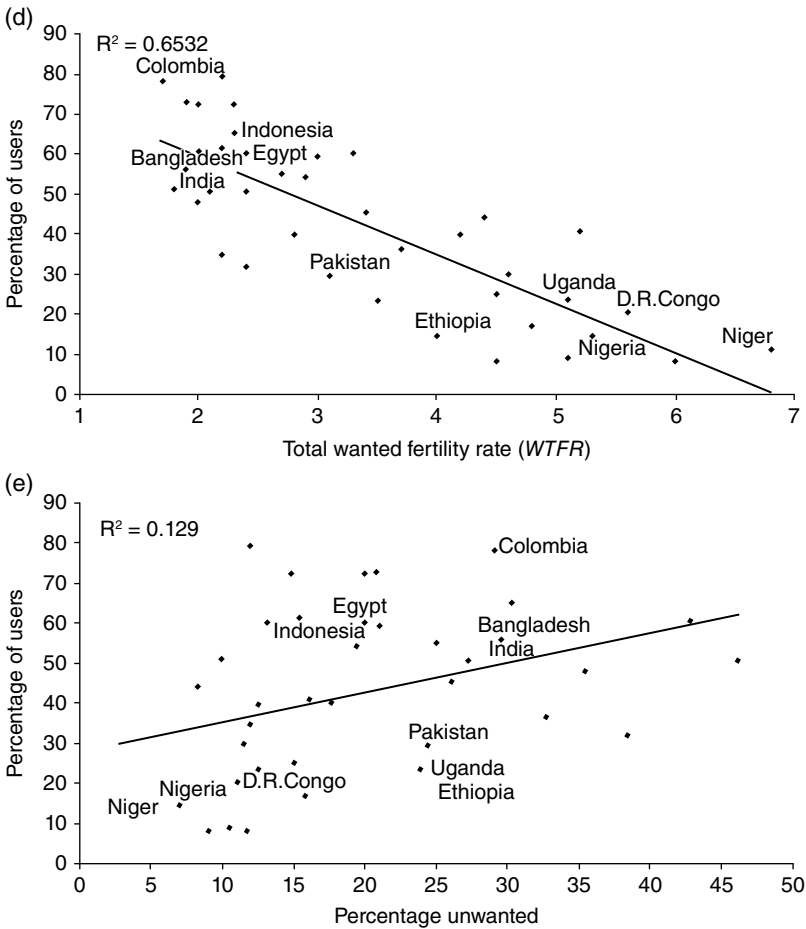 (d)
90
80
70
60
50
40
30
20
10
0
Percentage of users
R² = 0.6532
Colombia
Indonesia
Bangladesh
Egypt
India
Pakistan
Uganda
D.R.Congo
Ethiopia
Nigeria
Niger
1 2 3 4 5 6 7
Total wanted fertility rate (WTFR)
(e)
90
80
70
60
50
40
30
20
10
0
Percentage of users
R² = 0.129
Colombia
Egypt
Indonesia
Bangladesh
India
Pakistan
Nigeria
D.R.Congo
Uganda
Niger
Ethiopia
0 5 10 15 20 25 30 35 40 45 50
Percentage unwanted